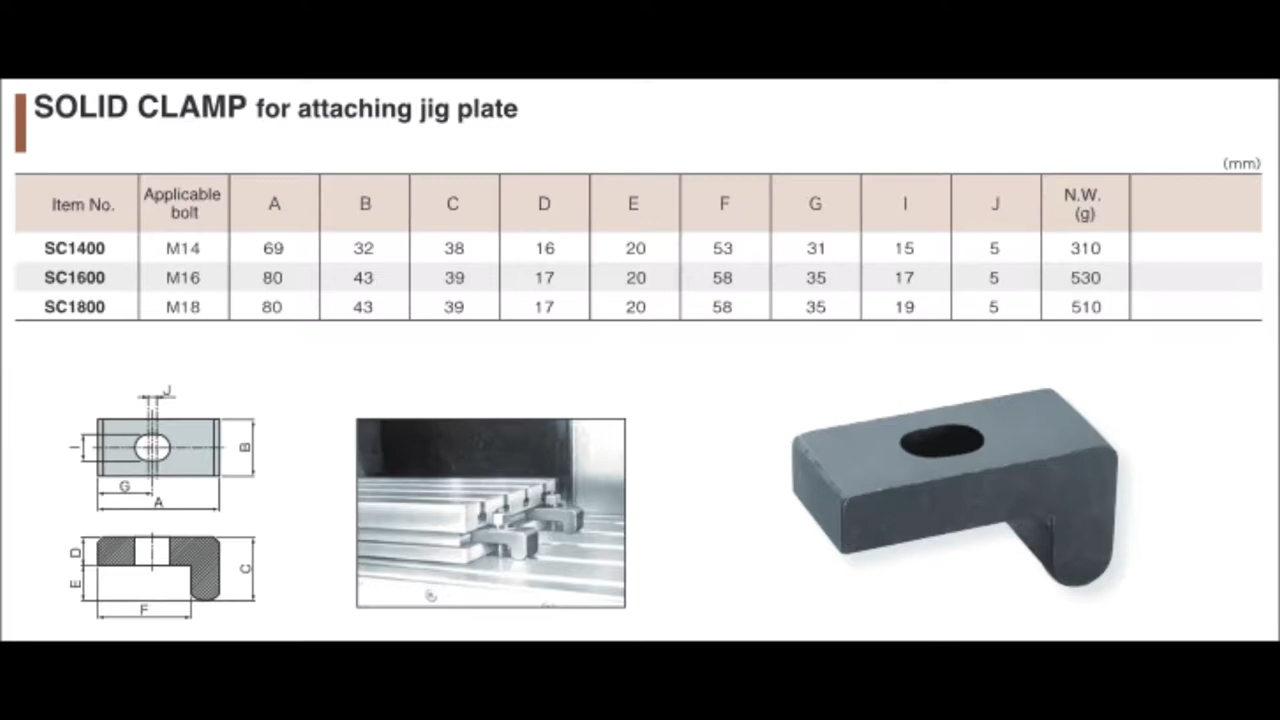 SOLID CLAMP for attaching jig plate
(mm)
Item No. Applicable bolt A B C D E F G I J N.W. (g)
SC1400 M14 69 32 38 16 20 53 31 15 5 310
SC1600 M16 80 43 39 17 20 58 35 17 5 530
SC1800 M18 80 43 39 17 20 58 35 19 5 510
J
I B
G
A
D C
E
F